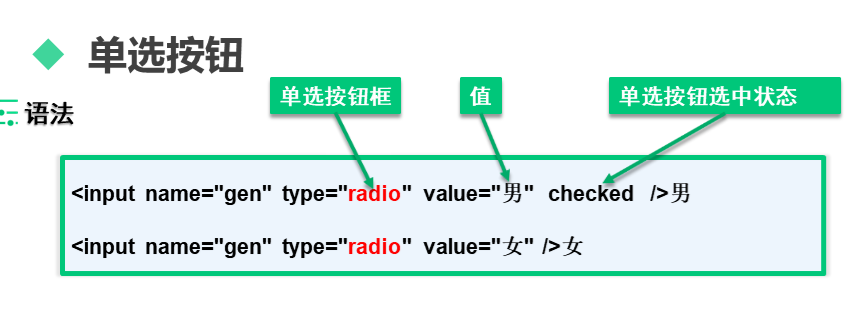 单选按钮
单选按钮框
值
单选按钮选中状态
语法
<input name="gen" type="radio" value="男" checked />男
<input name="gen" type="radio" value="女" />女